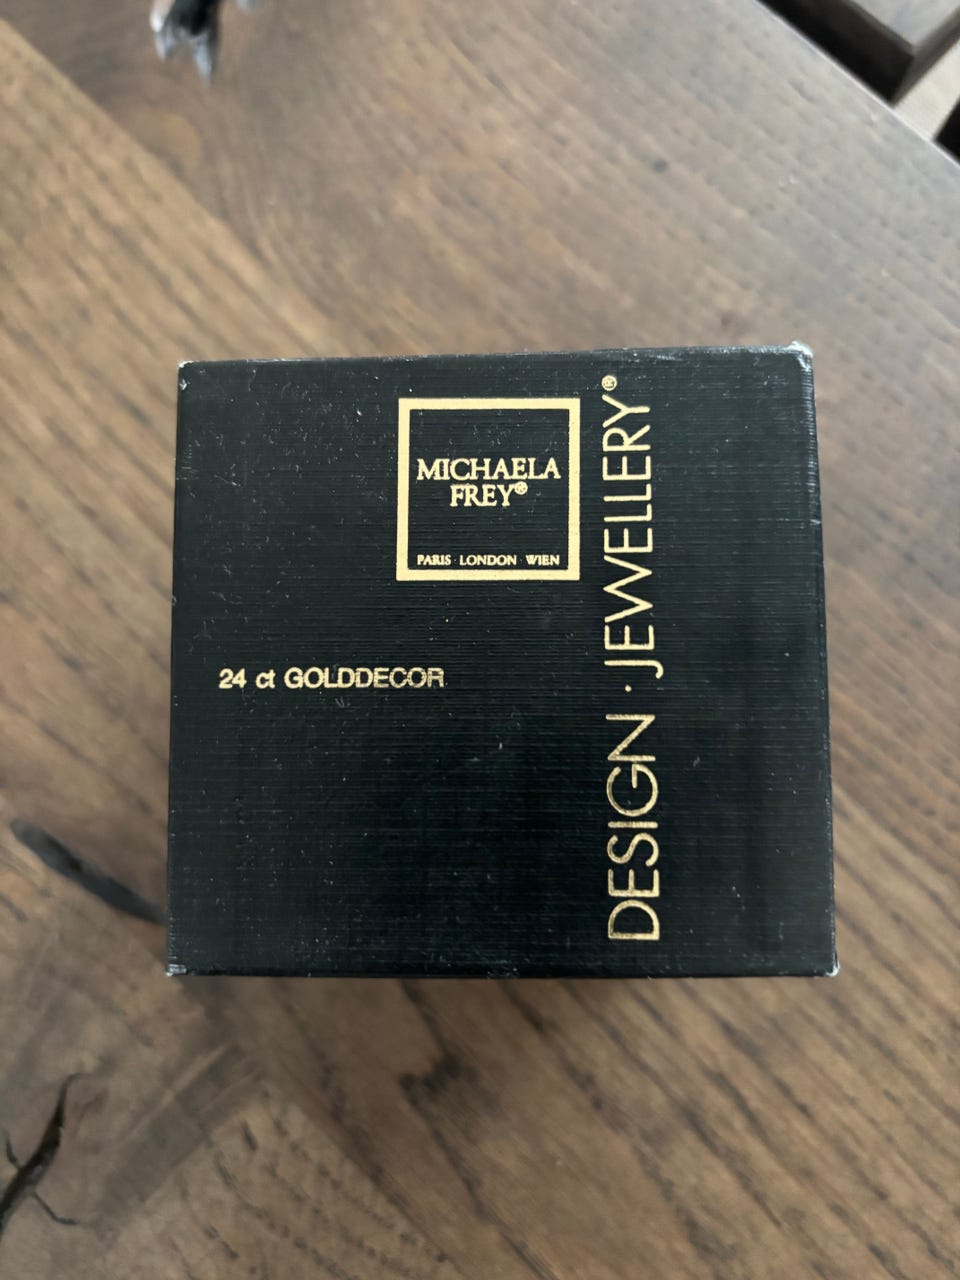 MICHAELA
FREY®
PARIS · LONDON · WIEN
24 ct GOLDDECOR
DESIGN · JEWELLERY®